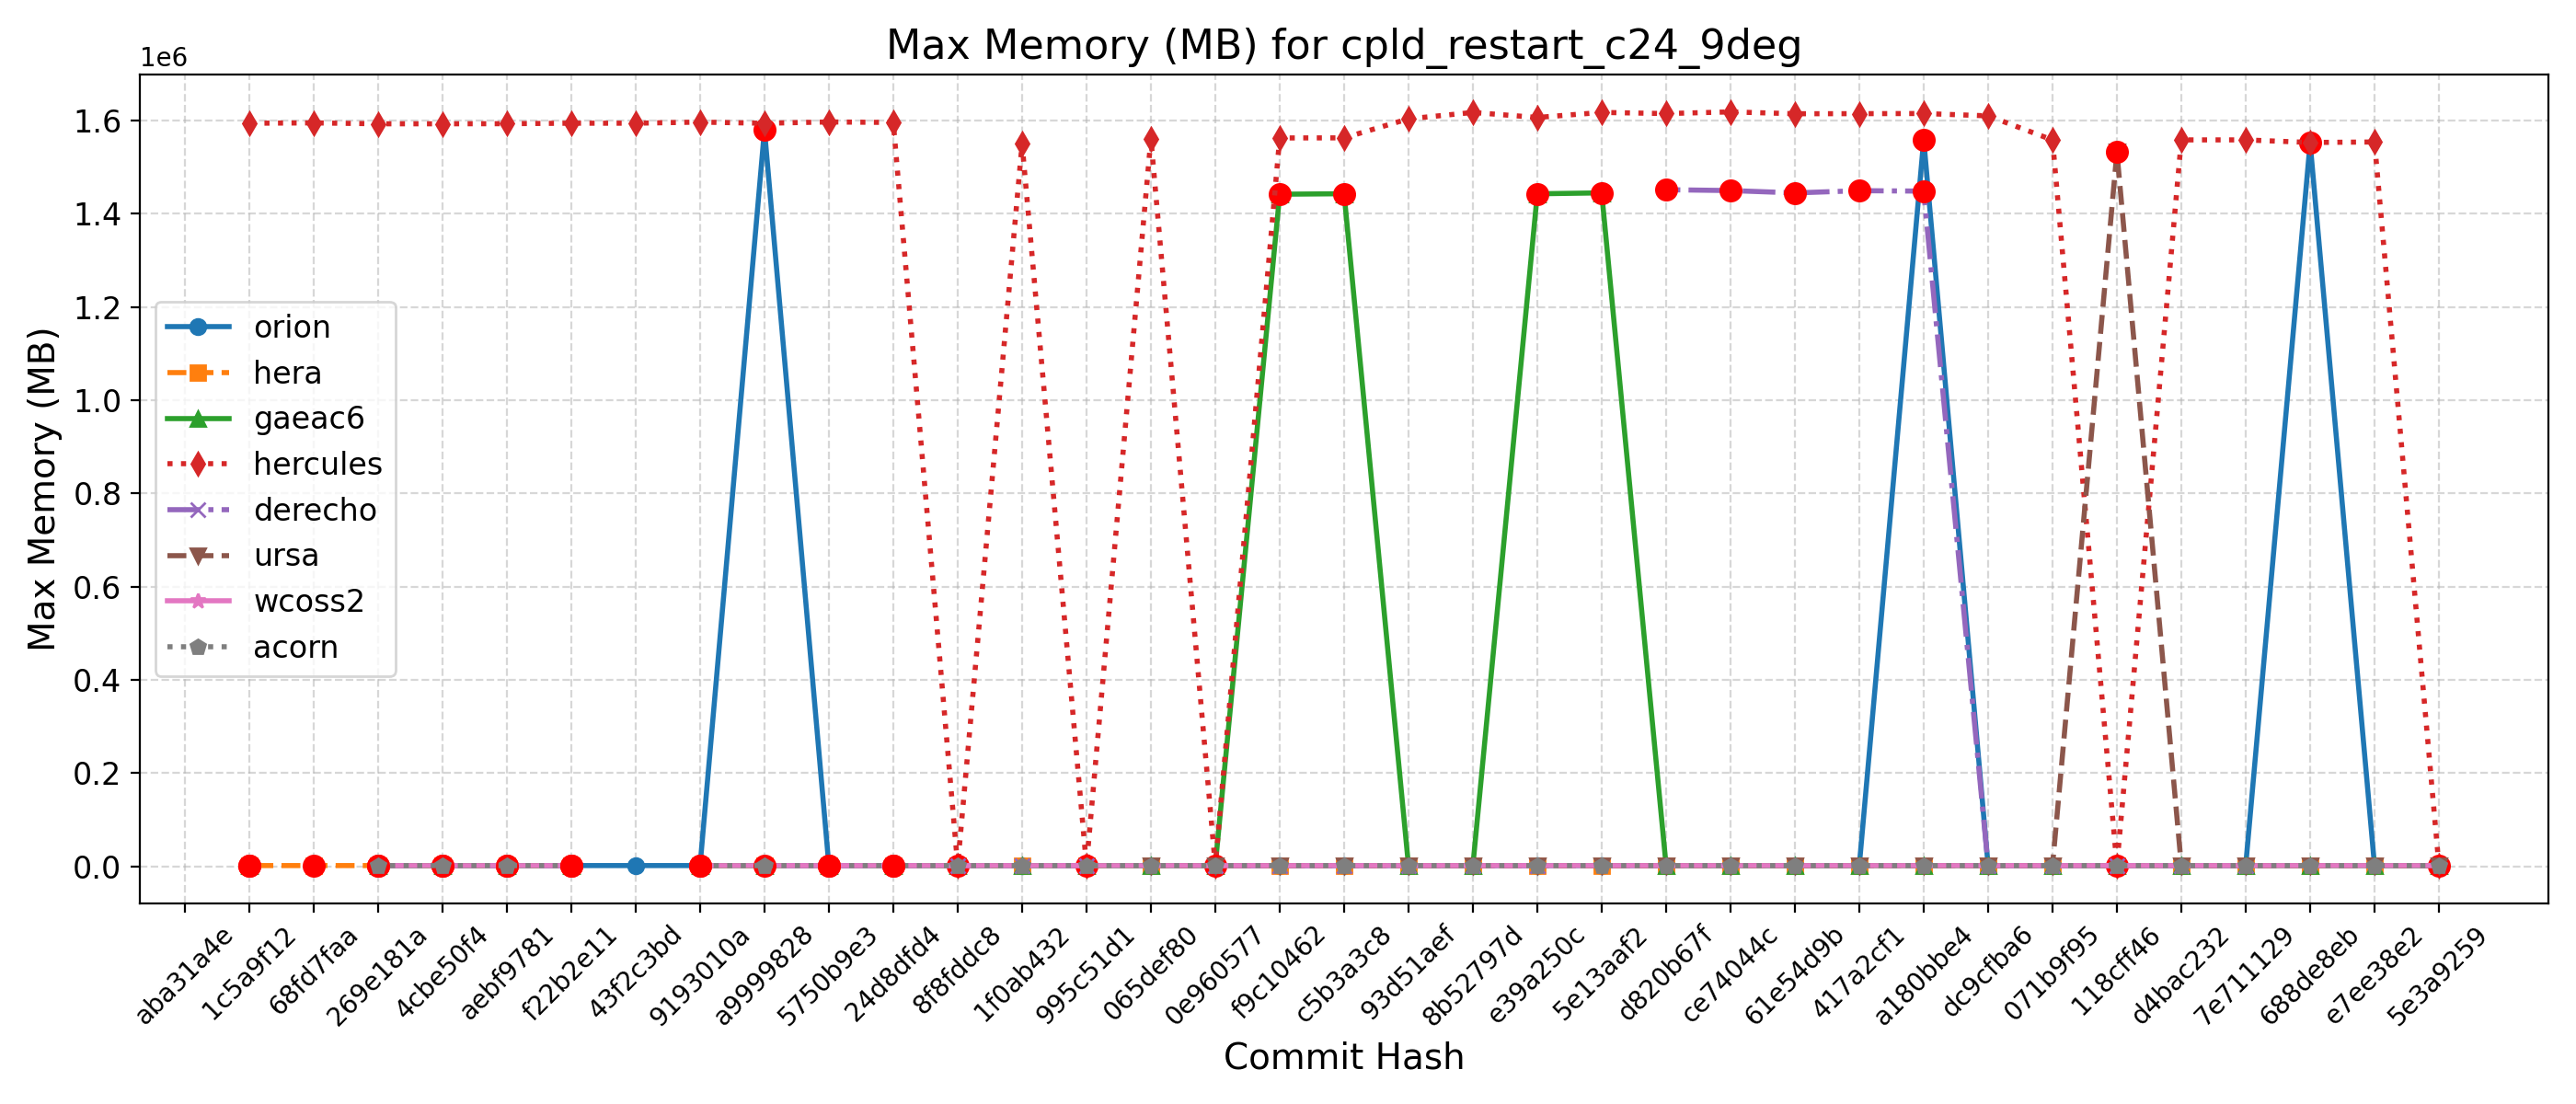 Max Memory (MB) for cpld_restart_c24_9deg
1e6
1.6
1.4
1.2
1.0
0.8
0.6
0.4
0.2
0.0
Max Memory (MB)
orion
hera
gaeac6
hercules
derecho
ursa
wcoss2
acorn
aba31a4e
1c5a9f12
68fd7faa
269e181a
4cbe50f4
aebf9781
f22b2e11
43f2c3bd
9193010a
a9999828
5750b9e3
24d8dfd4
8f8fddc8
1f0ab432
995c51d1
065def80
0e960577
f9c10462
c5b3a3c8
93d51aef
8b52797d
e39a250c
5e13aaf2
d820b67f
ce74044c
61e54d9b
417a2cf1
a180bbe4
dc9cfba6
071b9f95
118cff46
d4bac232
7e711129
688de8eb
e7ee38e2
5e3a9259
Commit Hash